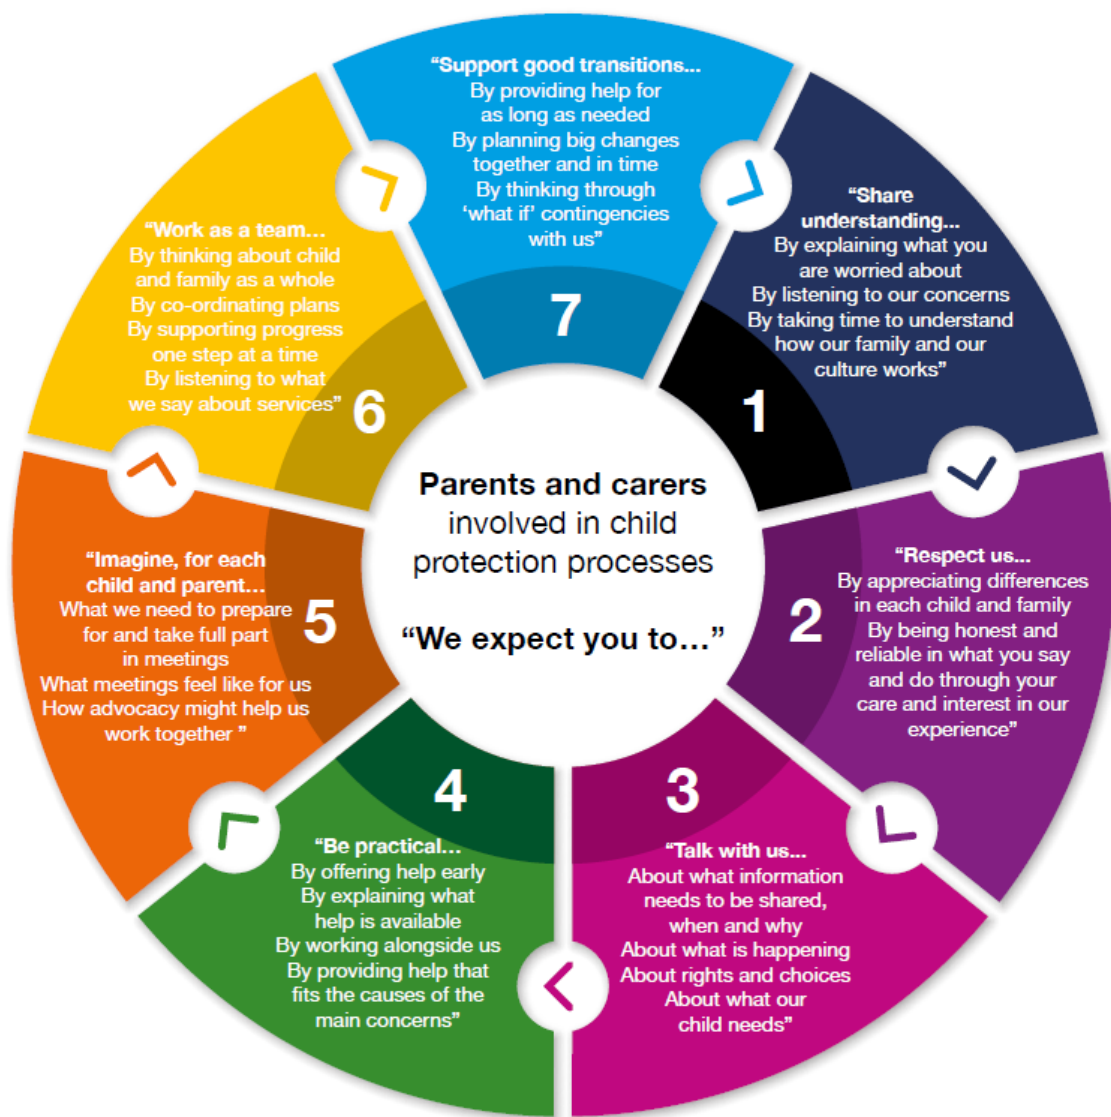 Parents and carers
involved in child
protection processes
“We expect you to…”
1
“Share
understanding...
By explaining what you
are worried about
By listening to our concerns
By taking time to understand
how our family and our
culture works”
2
“Respect us...
By appreciating differences
in each child and family
By being honest and
reliable in what you say
and do through your
care and interest in our
experience”
3
“Talk with us...
About what information
needs to be shared,
when and why
About what is happening
About rights and choices
About what our
child needs”
4
“Be practical…
By offering help early
By explaining what
help is available
By working alongside us
By providing help that
fits the causes of the
main concerns”
5
“Imagine, for each
child and parent…
What we need to prepare
for and take full part
in meetings
What meetings feel like for us
How advocacy might help us
work together ”
6
“Work as a team…
By thinking about child
and family as a whole
By co-ordinating plans
By supporting progress
one step at a time
By listening to what
we say about services”
7
“Support good transitions...
By providing help for
as long as needed
By planning big changes
together and in time
By thinking through
‘what if’ contingencies
with us”